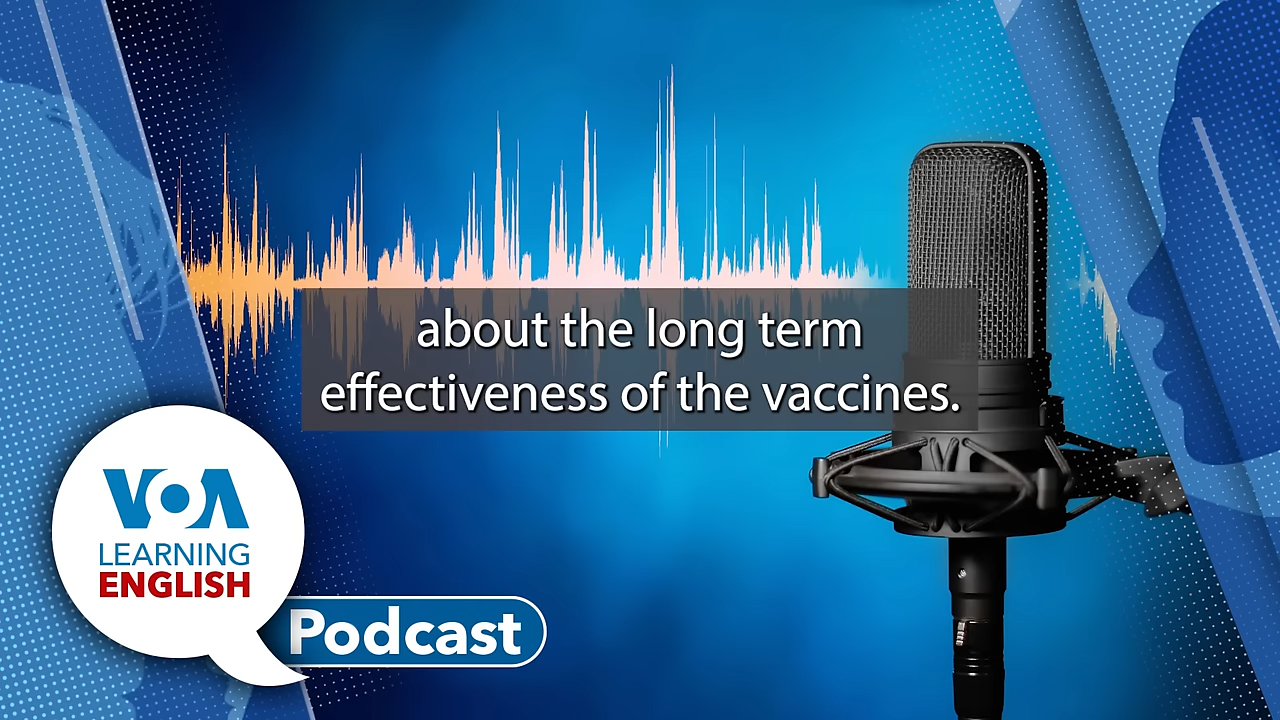 about the long term
effectiveness of the vaccines.
VOA
LEARNING
ENGLISH
Podcast